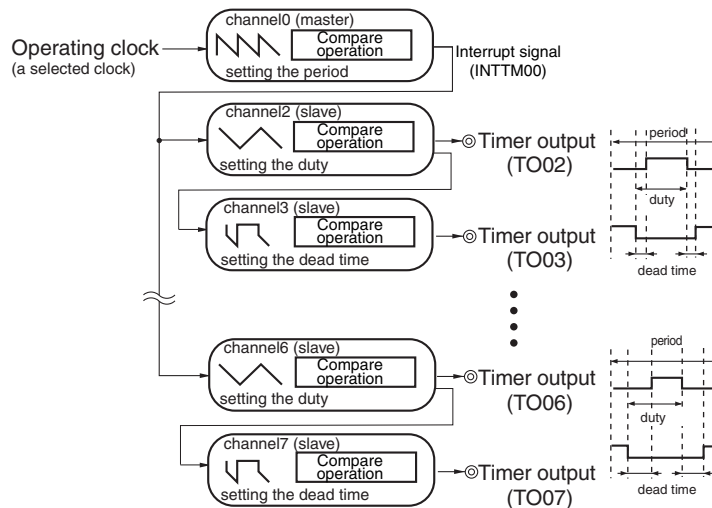 channel0 (master)
Operating clock
(a selected clock)
Compare
operation
setting the period
Interrupt signal
(INTTM00)
channel2 (slave)
Compare
operation
setting the duty
Timer output
(TO02)
period
duty
channel3 (slave)
Compare
operation
setting the dead time
Timer output
(TO03)
dead time
channel6 (slave)
Compare
operation
setting the duty
Timer output
(TO06)
period
duty
channel7 (slave)
Compare
operation
setting the dead time
Timer output
(TO07)
dead time